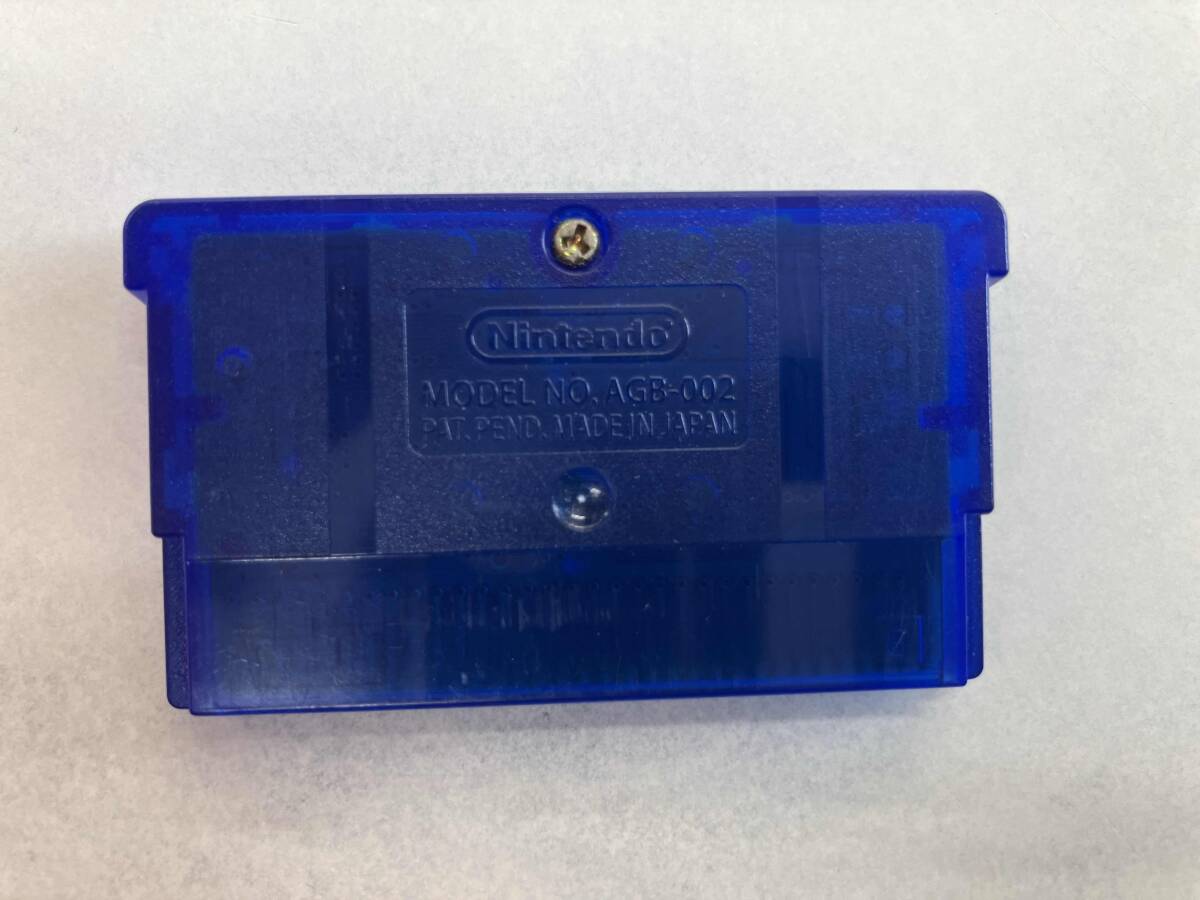 Nintendo
MODEL NO. AGB-002
PAT. PEND. MADE IN JAPAN